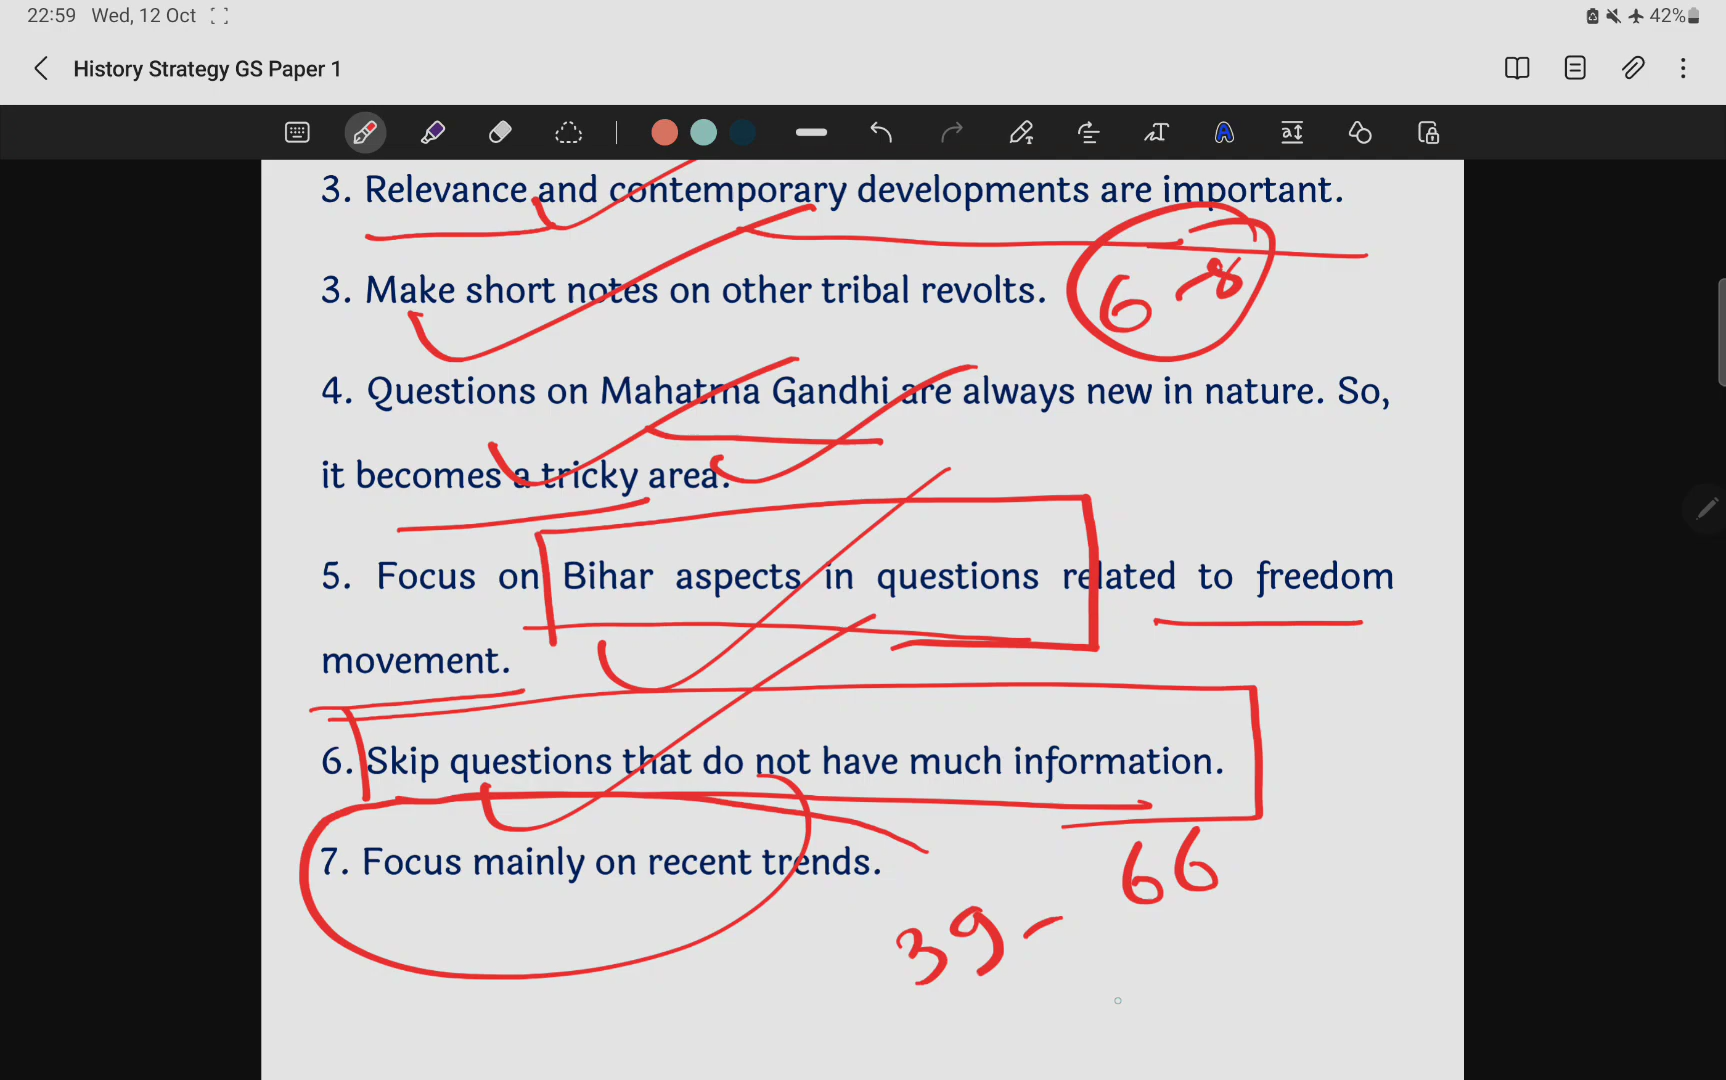 22:59 Wed, 12 Oct
42%
History Strategy GS Paper 1
3. Relevance and contemporary developments are important.
3. Make short notes on other tribal revolts.
6-8
4. Questions on Mahatma Gandhi are always new in nature. So,
it becomes a tricky area.
5. Focus on Bihar aspects in questions related to freedom
movement.
6. Skip questions that do not have much information.
7. Focus mainly on recent trends.
39- 66